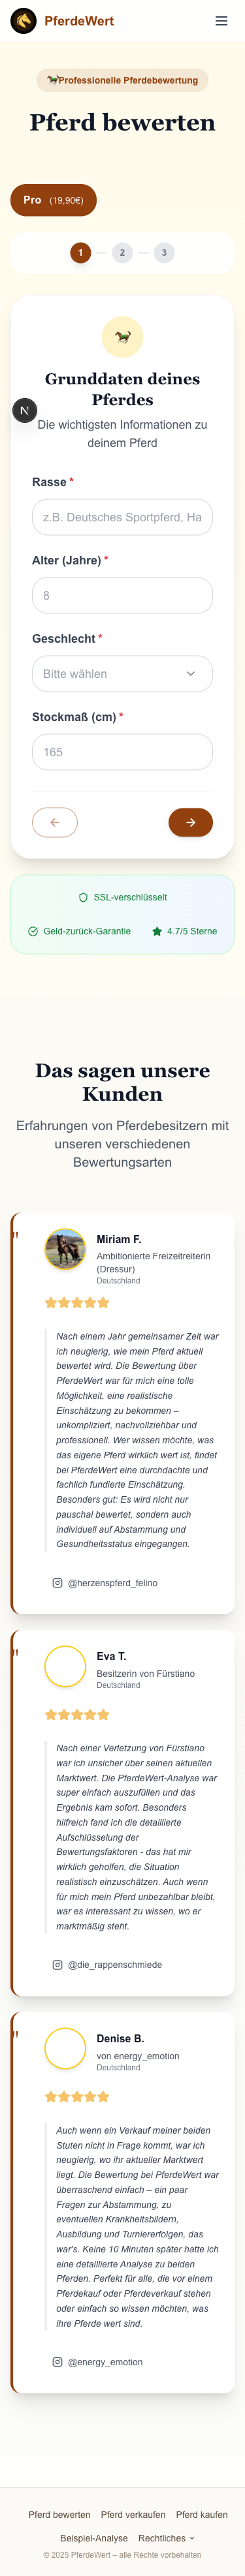 PferdeWert
Professionelle Pferdebewertung
Pferd bewerten
Pro (19,90€)
1 2 3
Grunddaten deines
Pferdes
Die wichtigsten Informationen zu
deinem Pferd
Rasse *
z.B. Deutsches Sportpferd, Ha
Alter (Jahre) *
8
Geschlecht *
Bitte wählen
Stockmaß (cm) *
165
SSL-verschlüsselt
Geld-zurück-Garantie 4.7/5 Sterne
Das sagen unsere
Kunden
Erfahrungen von Pferdebesitzern mit
unseren verschiedenen
Bewertungsarten
"
Miriam F.
Ambitionierte Freizeitreiterin
(Dressur)
Deutschland
Nach einem Jahr gemeinsamer Zeit war
ich neugierig, wie mein Pferd aktuell
bewertet wird. Die Bewertung über
PferdeWert war für mich eine tolle
Möglichkeit, eine realistische
Einschätzung zu bekommen –
unkompliziert, nachvollziehbar und
professionell. Wer wissen möchte, was
das eigene Pferd wirklich wert ist, findet
bei PferdeWert eine durchdachte und
fachlich fundierte Einschätzung.
Besonders gut: Es wird nicht nur
pauschal bewertet, sondern auch
individuell auf Abstammung und
Gesundheitsstatus eingegangen.
@herzenspferd_felino
"
Eva T.
Besitzerin von Fürstiano
Deutschland
Nach einer Verletzung von Fürstiano
war ich unsicher über seinen aktuellen
Marktwert. Die PferdeWert-Analyse war
super einfach auszufüllen und das
Ergebnis kam sofort. Besonders
hilfreich fand ich die detaillierte
Aufschlüsselung der
Bewertungsfaktoren - das hat mir
wirklich geholfen, die Situation
realistisch einzuschätzen. Auch wenn
für mich mein Pferd unbezahlbar bleibt,
war es interessant zu wissen, wo er
marktmäßig steht.
@die_rappenschmiede
"
Denise B.
von energy_emotion
Deutschland
Auch wenn ein Verkauf meiner beiden
Stuten nicht in Frage kommt, war ich
neugierig, wo ihr aktueller Marktwert
liegt. Die Bewertung bei PferdeWert war
überraschend einfach – ein paar
Fragen zur Abstammung, zu
eventuellen Krankheitsbildern,
Ausbildung und Turniererfolgen, das
war's. Keine 10 Minuten später hatte ich
eine detaillierte Analyse zu beiden
Pferden. Perfekt für alle, die vor einem
Pferdekauf oder Pferdeverkauf stehen
oder einfach so wissen möchten, was
ihre Pferde wert sind.
@energy_emotion
Pferd bewerten Pferd verkaufen Pferd kaufen
Beispiel-Analyse Rechtliches
© 2025 PferdeWert – alle Rechte vorbehalten